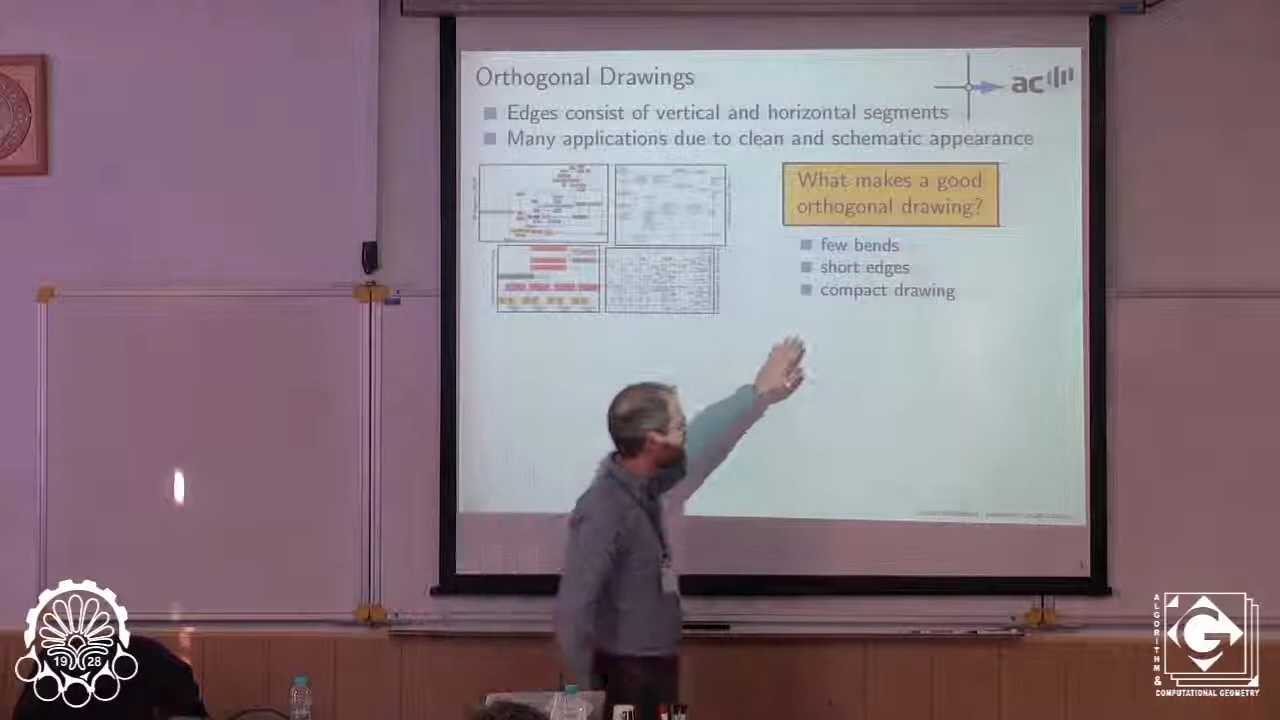 Orthogonal Drawings
ac
Edges consist of vertical and horizontal segments
Many applications due to clean and schematic appearance
What makes a good
orthogonal drawing?
few bends
short edges
compact drawing
19 28
ALGORITHM &
COMPUTATIONAL GEOMETRY
G